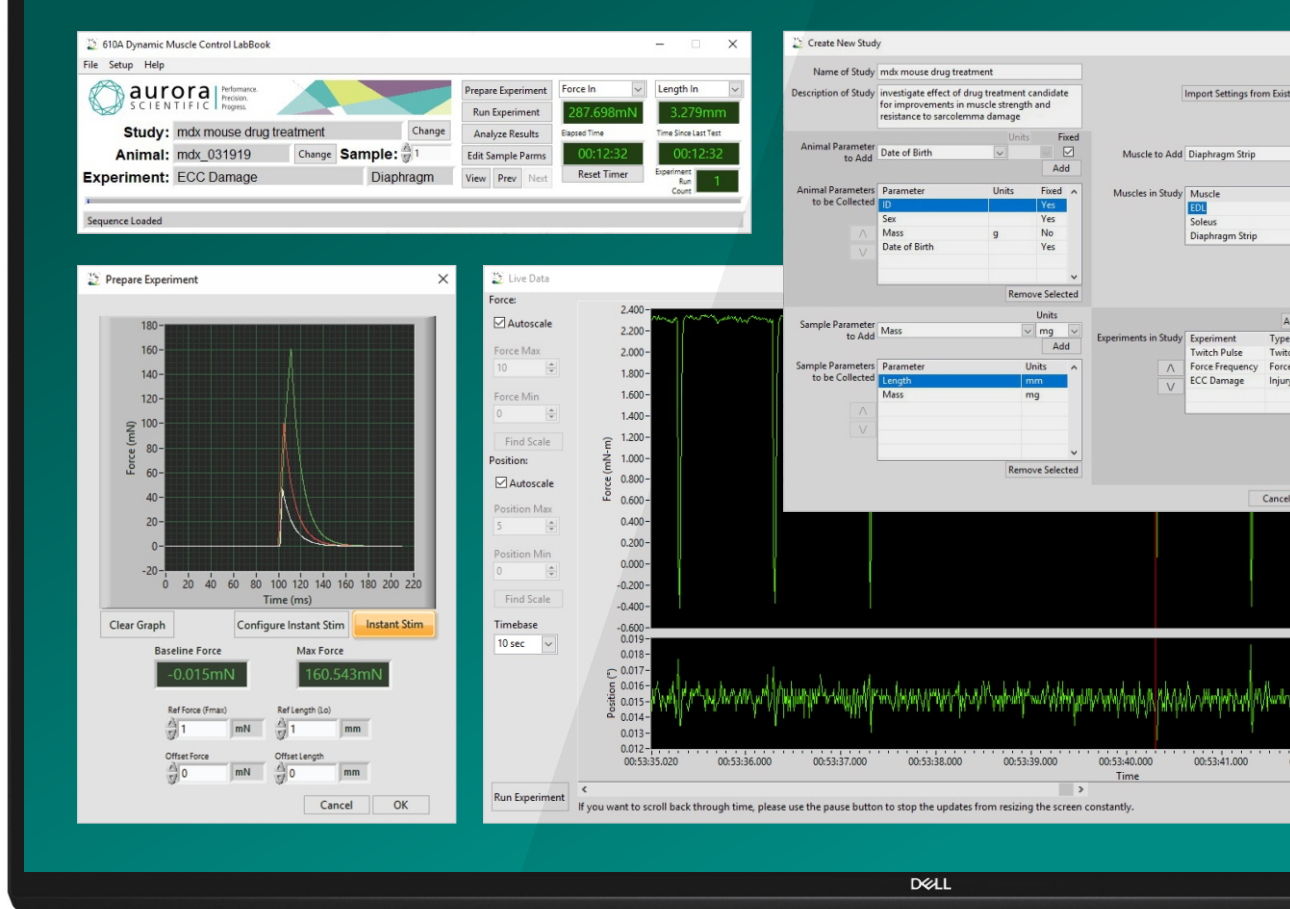 610A Dynamic Muscle Control LabBook
File Setup Help
aurora
SCIENTIFIC
Performance.
Precision.
Progress.
Study: mdx mouse drug treatment Change
Animal: mdx_031919 Change Sample: 1
Experiment: ECC Damage Diaphragm
Prepare Experiment
Run Experiment
Analyze Results
Edit Sample Parms
View Prev Next
Force In Length In
287.698mN 3.279mm
Elapsed Time Time Since Last Test
00:12:32 00:12:32
Reset Timer Experiment Run Count 1
Sequence Loaded
Create New Study
Name of Study mdx mouse drug treatment
Description of Study investigate effect of drug treatment candidate
for improvements in muscle strength and
resistance to sarcolemma damage
Import Settings from Exist
Units Fixed
Animal Parameter
to Add Date of Birth
Add
Animal Parameters
to be Collected
Parameter Units Fixed
ID Yes
Sex Yes
Mass g No
Date of Birth Yes
Remove Selected
Muscle to Add Diaphragm Strip
Muscles in Study Muscle
EDL
Soleus
Diaphragm Strip
Units
Sample Parameter
to Add Mass mg
Add
Sample Parameters
to be Collected
Parameter Units
Length mm
Mass mg
Remove Selected
A
Experiments in Study Experiment Type
Twitch Pulse Twitc
Force Frequency Force
ECC Damage Injury
Cancel
Prepare Experiment
180
160
140
120
100
80
60
40
20
0
-20
Force (mN)
0 20 40 60 80 100 120 140 160 180 200 220
Time (ms)
Clear Graph Configure Instant Stim Instant Stim
Baseline Force Max Force
-0.015mN 160.543mN
Ref Force (Fmax) Ref Length (Lo)
1 mN 1 mm
Offset Force Offset Length
0 mN 0 mm
Cancel OK
Live Data
Force:
Autoscale
Force Max
10
Force Min
0
Find Scale
Position:
Autoscale
Position Max
5
Position Min
0
Find Scale
Timebase
10 sec
Run Experiment
2.400
2.200
2.000
1.800
1.600
1.400
1.200
1.000
0.800
0.600
0.400
0.200
0.000
-0.200
-0.400
-0.600
Force (mN-m)
0.019
0.018
0.017
0.016
0.015
0.014
0.013
0.012
Position (°)
00:53:35.020 00:53:36.000 00:53:37.000 00:53:38.000 00:53:39.000 00:53:40.000 00:53:41.000
Time
If you want to scroll back through time, please use the pause button to stop the updates from resizing the screen constantly.
DELL